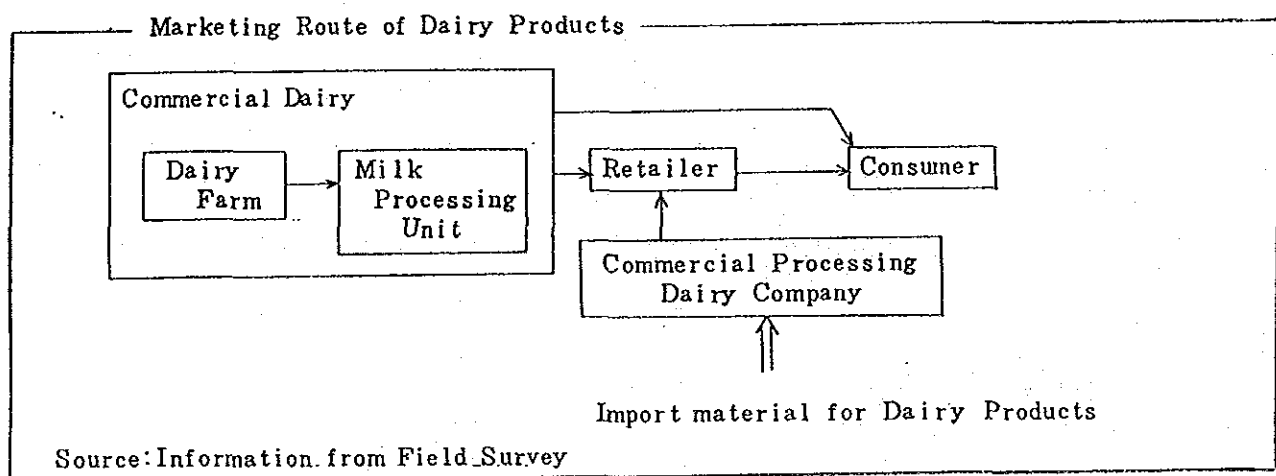 Marketing Route of Dairy Products
Commercial Dairy
Dairy
Farm
Milk
Processing
Unit
Retailer
Consumer
Commercial Processing
Dairy Company
Import material for Dairy Products
Source:Information from Field Survey